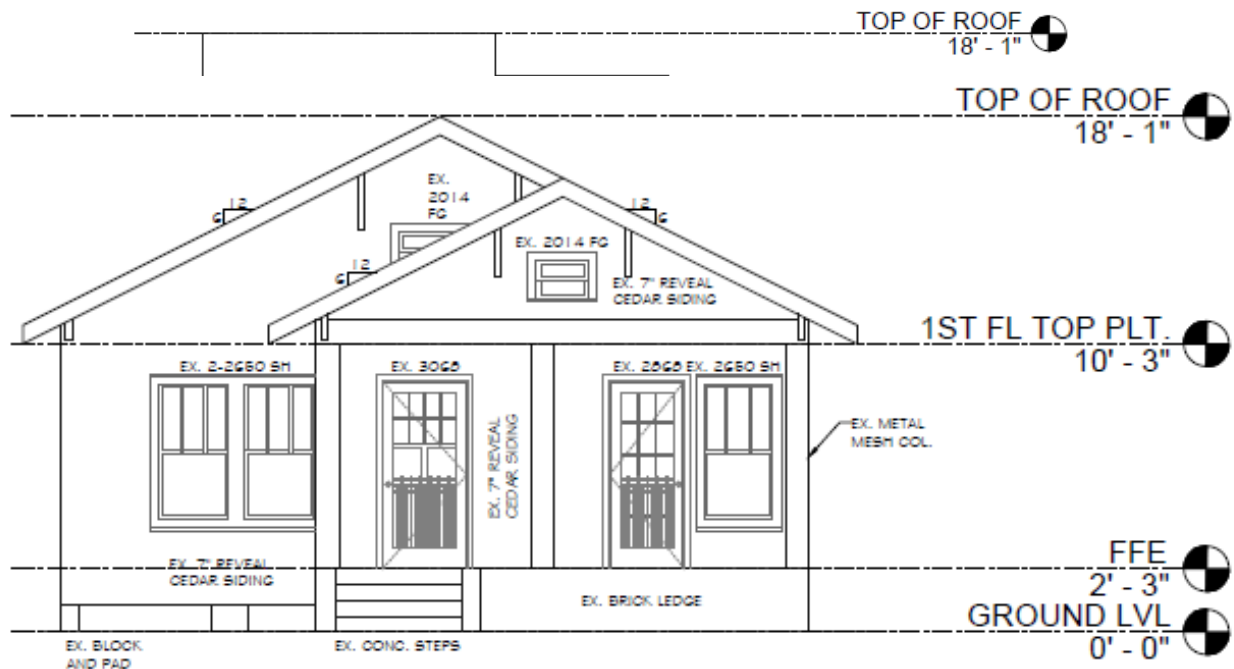 TOP OF ROOF
18' - 1"
TOP OF ROOF
18' - 1"
EX.
2014
FG
12
6
12
6
EX. 2014 FG
12
6
EX. 7" REVEAL
CEDAR SIDING
1ST FL TOP PLT.
10' - 3"
EX. 2-2650 SH
EX. 3068
EX. 2868
EX. 2650 SH
EX. 7" REVEAL
CEDAR SIDING
EX. METAL
MESH COL.
EX. 7" REVEAL
CEDAR SIDING
FFE
2' - 3"
EX. BRICK LEDGE
GROUND LVL
0' - 0"
EX. BLOCK
AND PAD
EX. CONC. STEPS